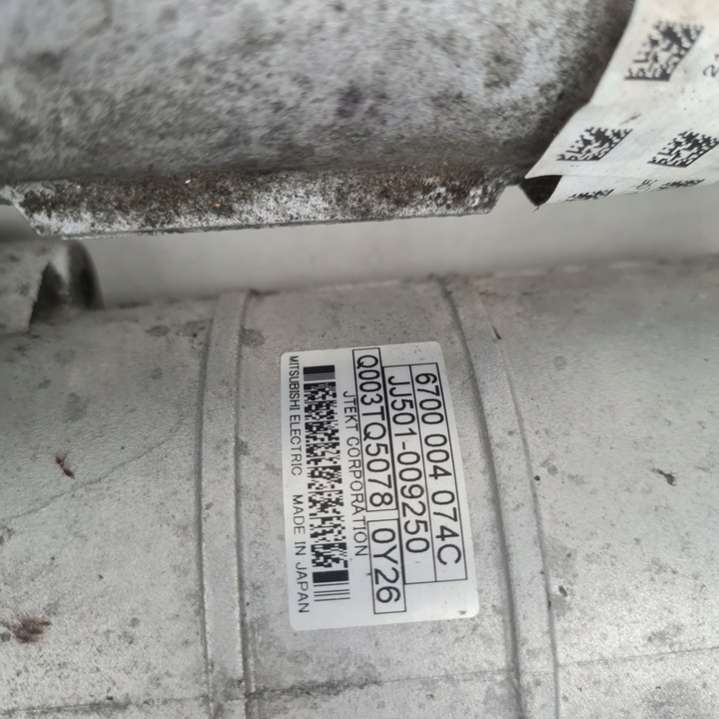 6700 004 074C
JJ501-009250
Q003TQ5078 0Y26
JTEKT CORPORATION
MITSUBISHI ELECTRIC MADE IN JAPAN